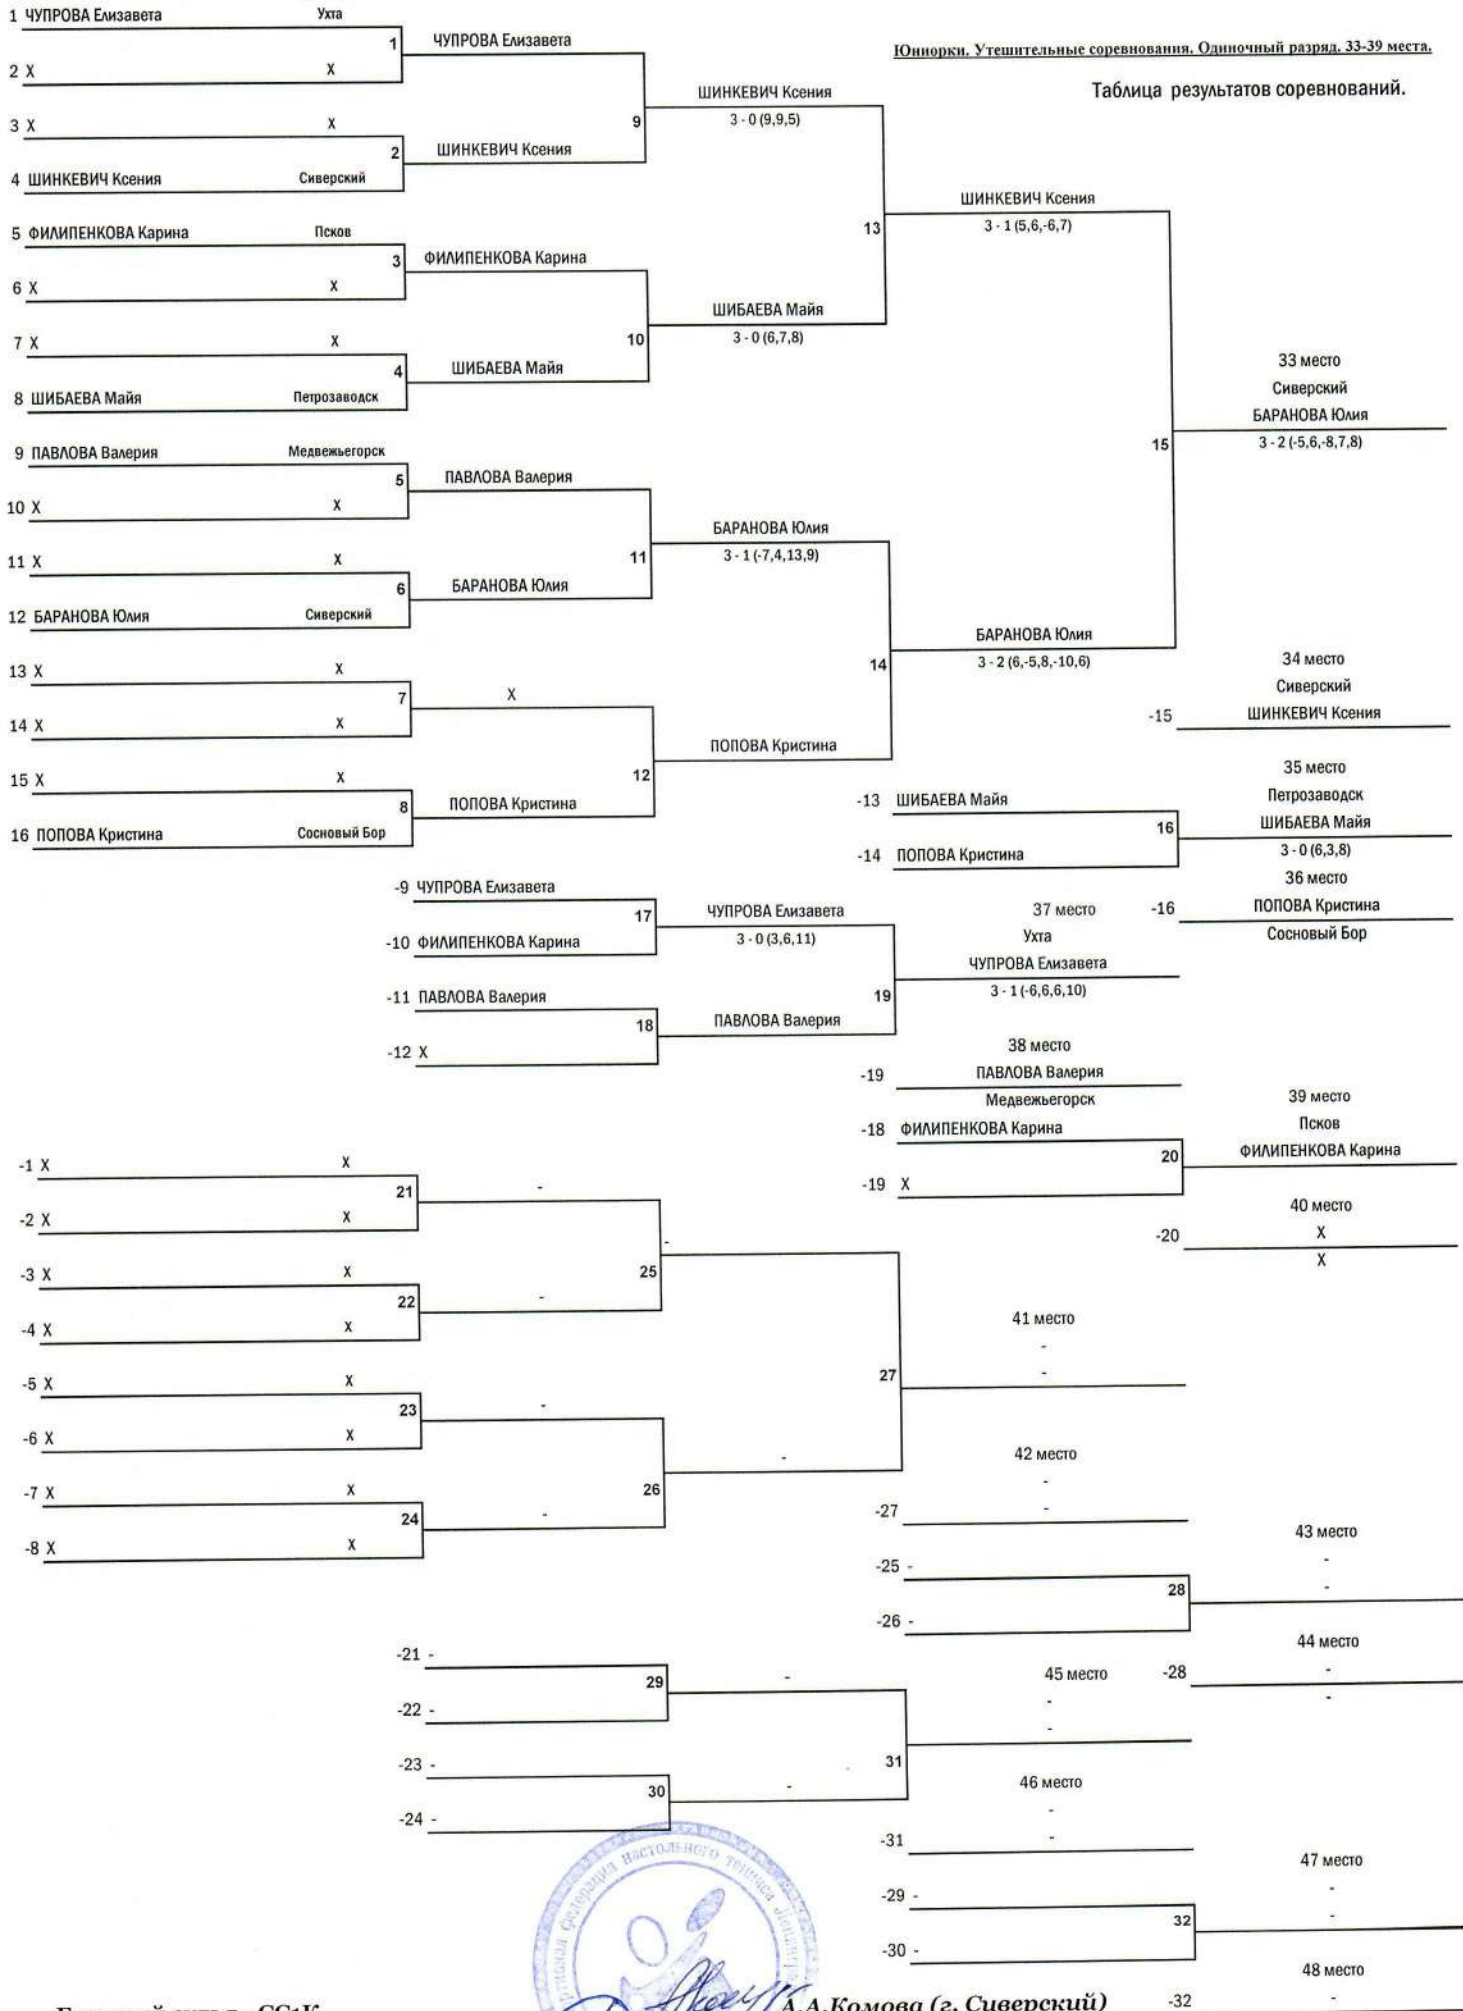 Юниорки. Утешительные соревнования. Одиночный разряд. 33-39 места.
Таблица результатов соревнований.
1 ЧУПРОВА Елизавета Ухта
1 ЧУПРОВА Елизавета
2 X X
ШИНКЕВИЧ Ксения
9 3 - 0 (9,9,5)
3 X X
2 ШИНКЕВИЧ Ксения
4 ШИНКЕВИЧ Ксения Сиверский
ШИНКЕВИЧ Ксения
13 3 - 1 (5,6,-6,7)
5 ФИЛИПЕНКОВА Карина Псков
3 ФИЛИПЕНКОВА Карина
6 X X
ШИБАЕВА Майя
10 3 - 0 (6,7,8)
7 X X
4 ШИБАЕВА Майя
8 ШИБАЕВА Майя Петрозаводск
33 место
Сиверский
БАРАНОВА Юлия
15 3 - 2 (-5,6,-8,7,8)
9 ПАВЛОВА Валерия Медвежьегорск
5 ПАВЛОВА Валерия
10 X X
БАРАНОВА Юлия
11 3 - 1 (-7,4,13,9)
11 X X
6 БАРАНОВА Юлия
12 БАРАНОВА Юлия Сиверский
БАРАНОВА Юлия
14 3 - 2 (6,-5,8,-10,6)
13 X X
7 X
14 X X
34 место
Сиверский
-15 ШИНКЕВИЧ Ксения
12 ПОПОВА Кристина
15 X X
8 ПОПОВА Кристина
16 ПОПОВА Кристина Сосновый Бор
35 место
Петрозаводск
-13 ШИБАЕВА Майя
16 ШИБАЕВА Майя
3 - 0 (6,3,8)
-14 ПОПОВА Кристина
36 место
-16 ПОПОВА Кристина
Сосновый Бор
-9 ЧУПРОВА Елизавета
17 ЧУПРОВА Елизавета
3 - 0 (3,6,11)
-10 ФИЛИПЕНКОВА Карина
37 место
Ухта
ЧУПРОВА Елизавета
19 3 - 1 (-6,6,6,10)
-11 ПАВЛОВА Валерия
18 ПАВЛОВА Валерия
-12 X
38 место
-19 ПАВЛОВА Валерия
Медвежьегорск
39 место
Псков
-18 ФИЛИПЕНКОВА Карина
20 ФИЛИПЕНКОВА Карина
-19 X
40 место
-20 X
X
-1 X X
21 -
-2 X X
25 -
-3 X X
22 -
-4 X X
41 место
-
27 -
-5 X X
23 -
-6 X X
26 -
-7 X X
24 -
-8 X X
42 место
-
-27 -
43 место
-
-25 -
28 -
-26 -
44 место
-28 -
-
-21 -
29 -
-22 -
45 место
-
31 -
-23 -
30 -
-24 -
46 место
-
-31 -
47 место
-
-29 -
32 -
-30 -
48 место
-32 -
Федерация настольного тенниса
А.А.Комова (г. Сиверский)